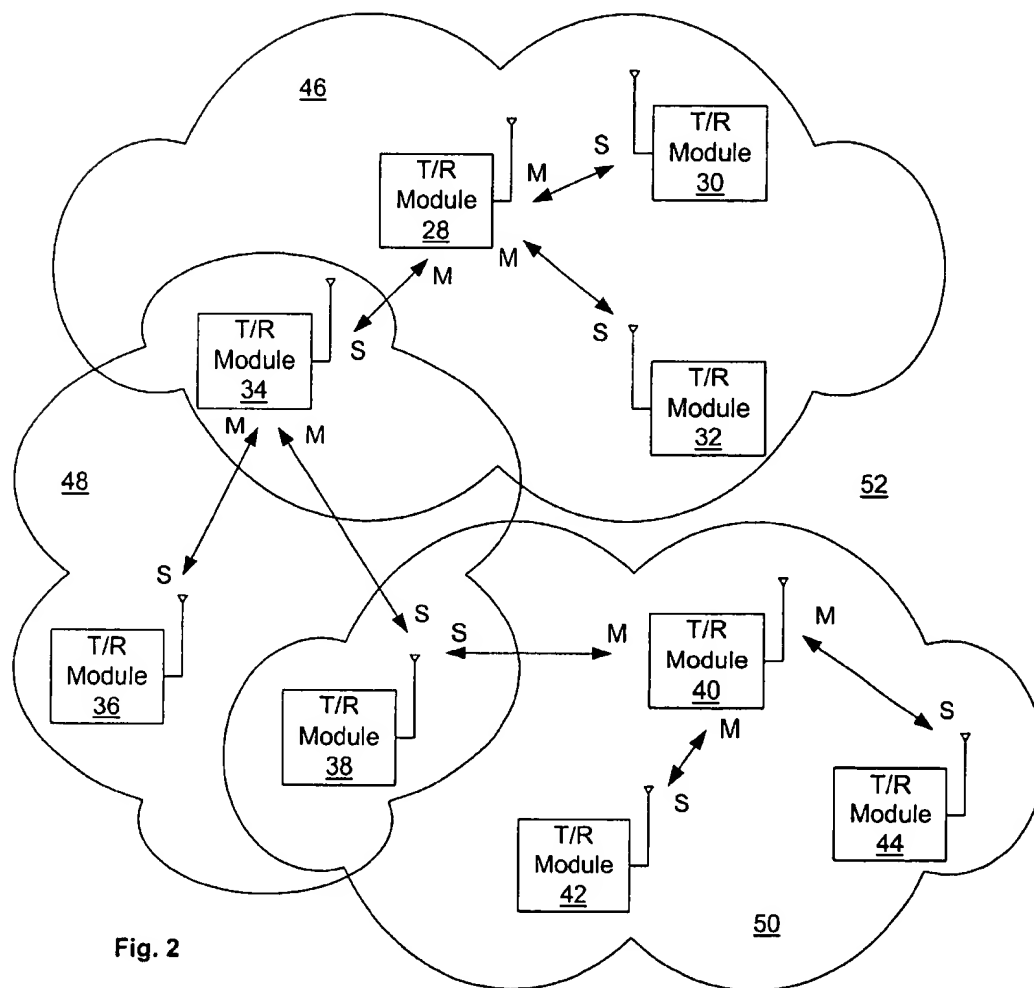 46
T/R
Module
28
M
S
T/R
Module
30
M
S
T/R
Module
32
M
S
T/R
Module
34
M
M
48
52
S
T/R
Module
36
S
S
M
T/R
Module
38
T/R
Module
40
M
S
T/R
Module
44
M
S
T/R
Module
42
50
Fig. 2